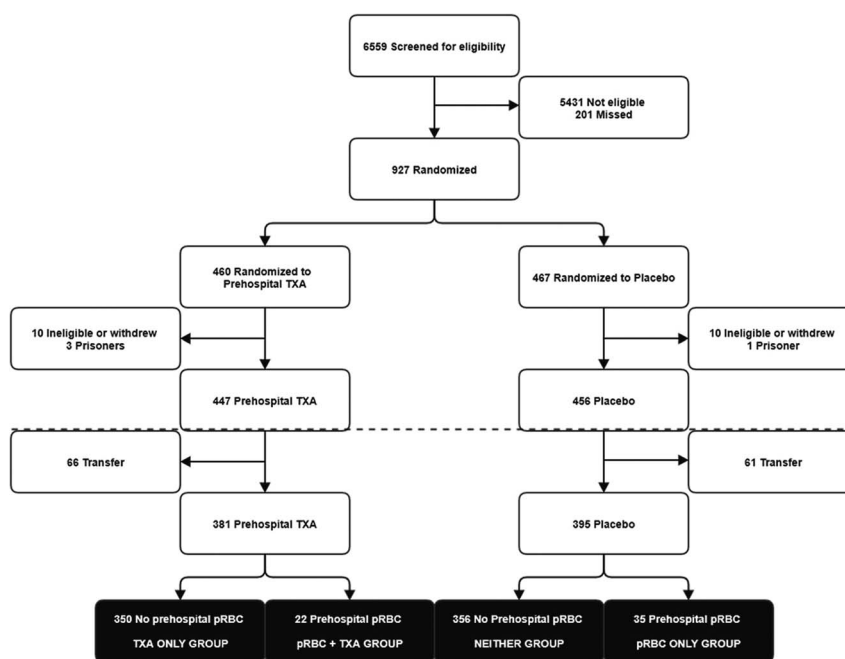 6559 Screened for eligibility
5431 Not eligible
201 Missed
927 Randomized
460 Randomized to
Prehospital TXA
467 Randomized to Placebo
10 Ineligible or withdrew
3 Prisoners
10 Ineligible or withdrew
1 Prisoner
447 Prehospital TXA
456 Placebo
66 Transfer
61 Transfer
381 Prehospital TXA
395 Placebo
350 No prehospital pRBC
TXA ONLY GROUP
22 Prehospital pRBC
pRBC + TXA GROUP
356 No Prehospital pRBC
NEITHER GROUP
35 Prehospital pRBC
pRBC ONLY GROUP